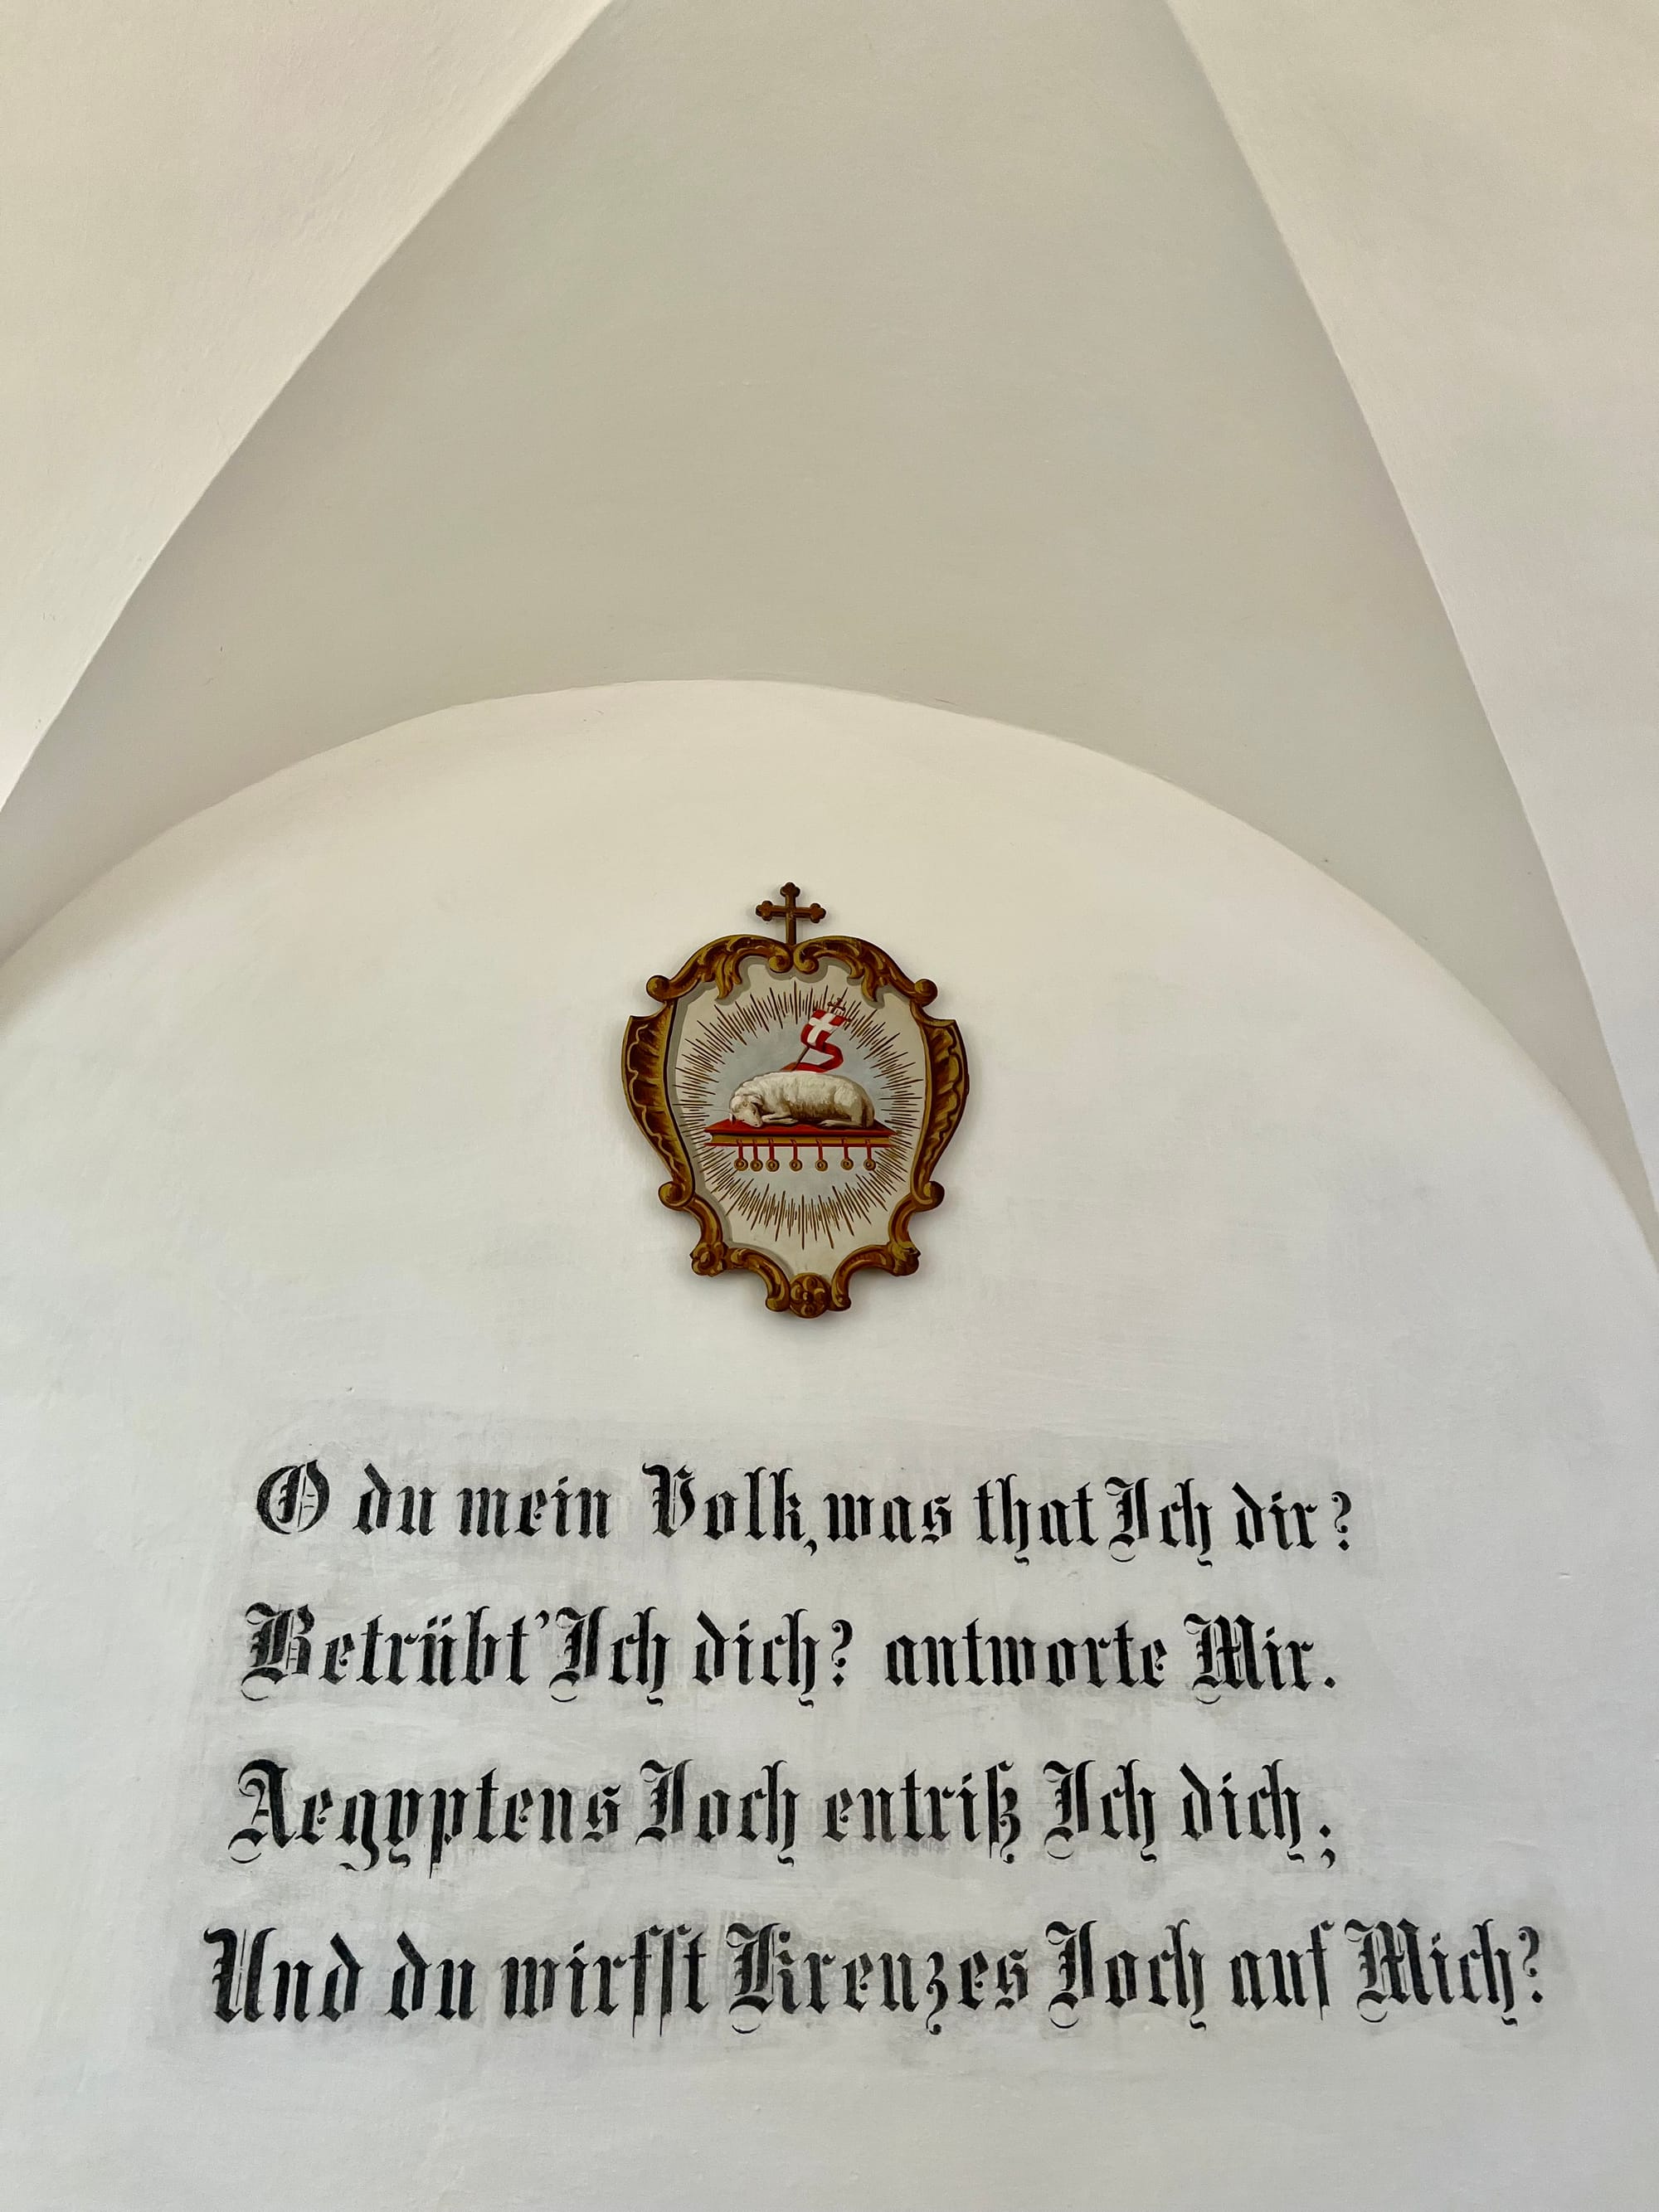 O du mein Volk, was that Ich dir?
Betrübt' Ich dich? antworte Mir.
Aegyptens Joch entriß Ich dich;
Und du wirfst Kreuzes Joch auf Mich?